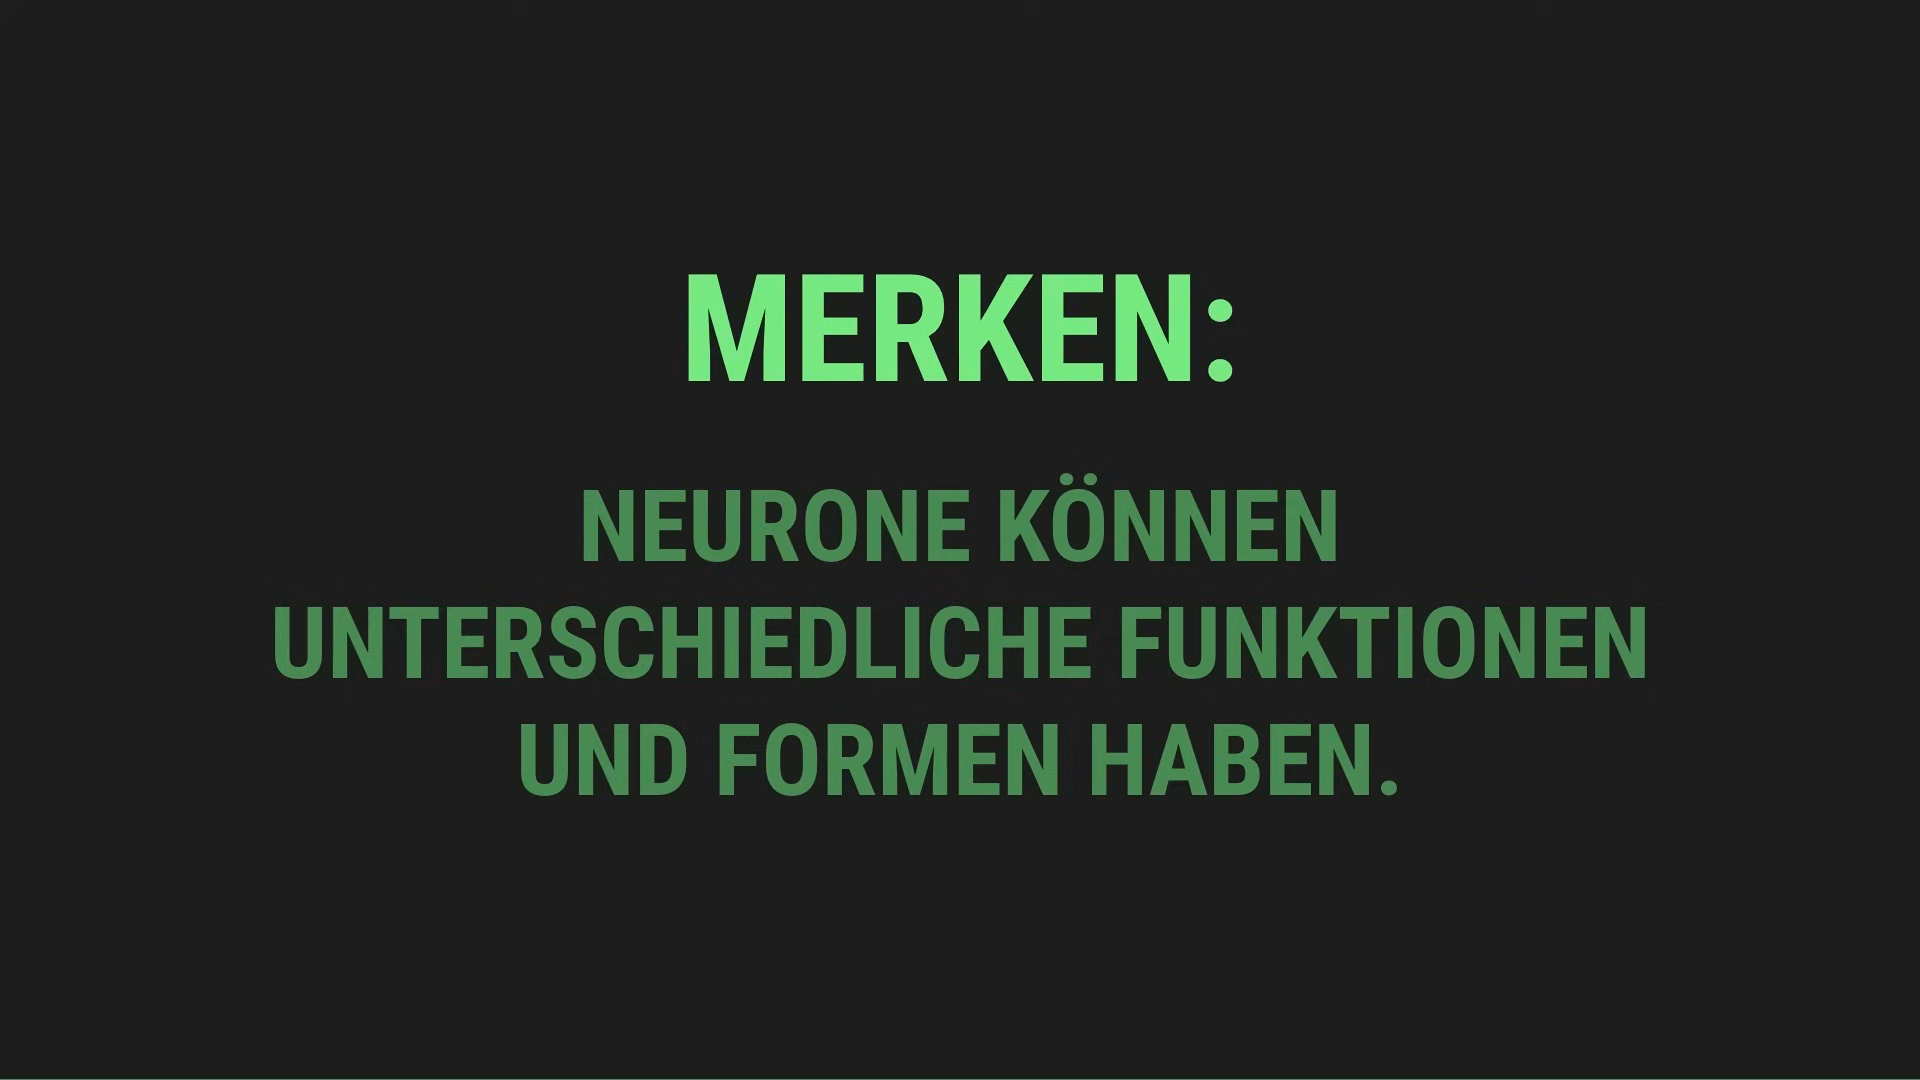 MERKEN:
NEURONE KÖNNEN
UNTERSCHIEDLICHE FUNKTIONEN
UND FORMEN HABEN.